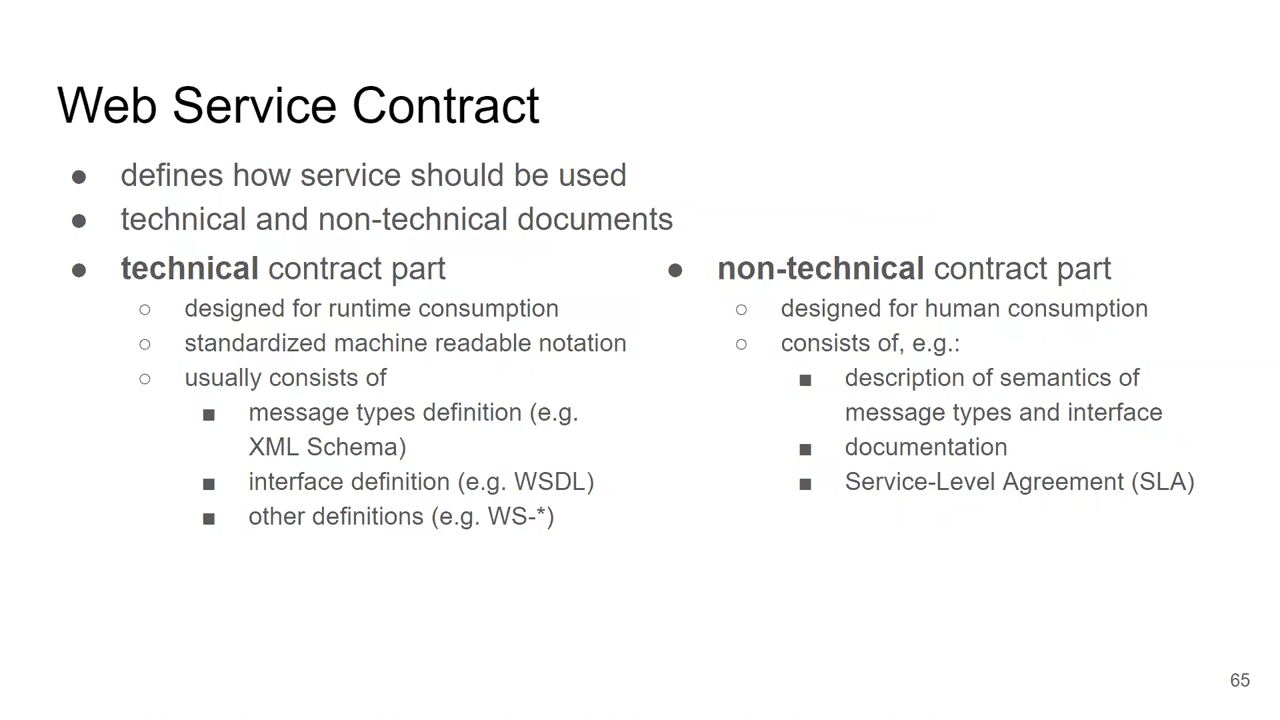 Web Service Contract
● defines how service should be used
● technical and non-technical documents
● technical contract part
○ designed for runtime consumption
○ standardized machine readable notation
○ usually consists of
■ message types definition (e.g.
XML Schema)
■ interface definition (e.g. WSDL)
■ other definitions (e.g. WS-*)
● non-technical contract part
○ designed for human consumption
○ consists of, e.g.:
■ description of semantics of
message types and interface
■ documentation
■ Service-Level Agreement (SLA)
65